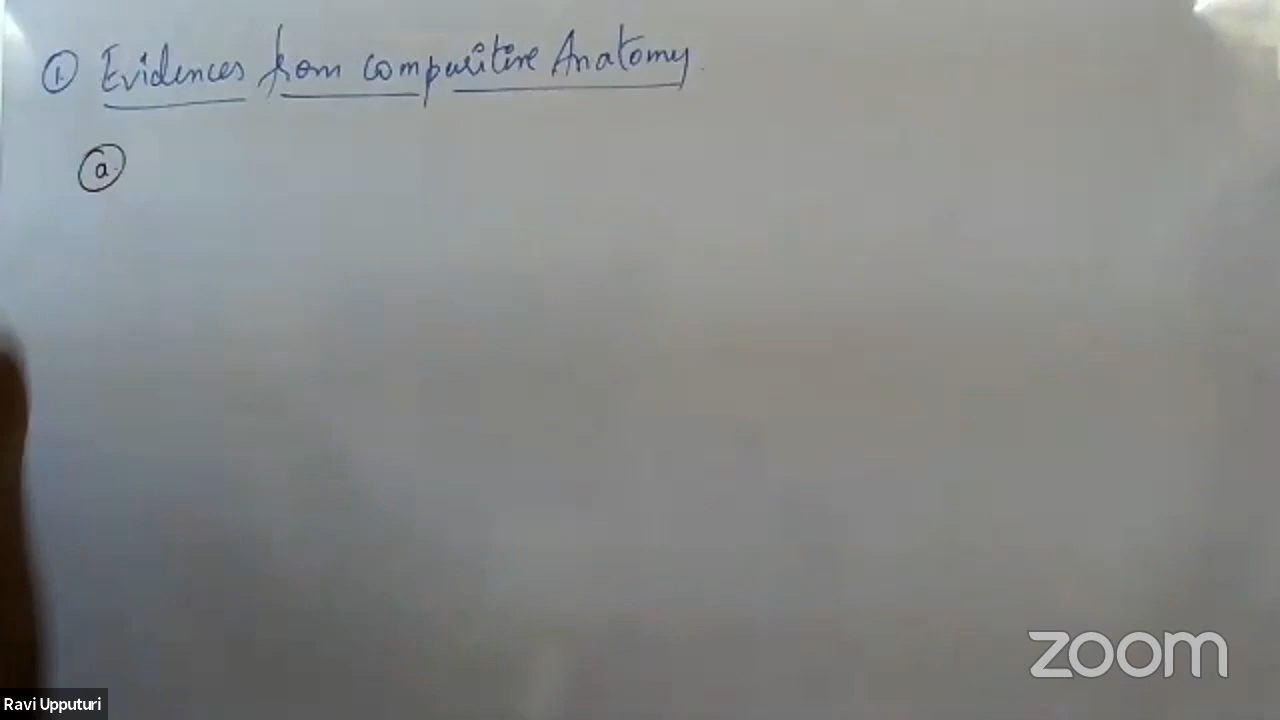 ① Evidences from comparitive Anatomy.
ⓐ
zoom
Ravi Upputuri